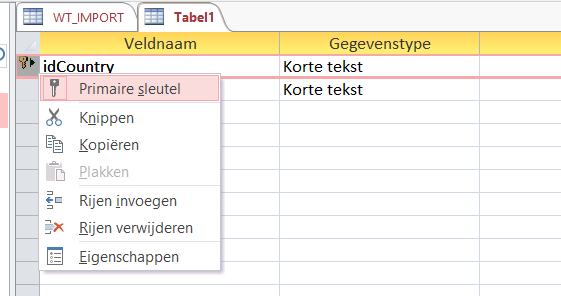 WT_IMPORT Tabel1
Veldnaam Gegevenstype
idCountry Korte tekst
Primaire sleutel Korte tekst
Knippen
Kopiëren
Plakken
Rijen invoegen
Rijen verwijderen
Eigenschappen